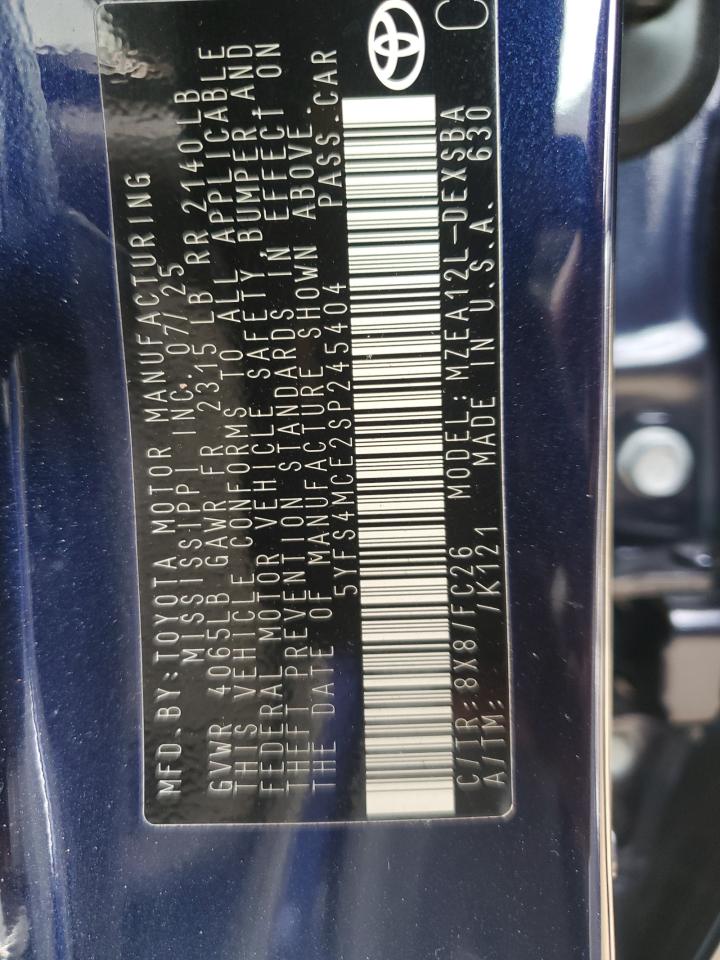 MFD.BY:TOYOTA MOTOR MANUFACTURING
MISSISSIPPI INC. 07/25
GVWR 4065LB GAWR FR 2315 LB RR 2140LB
THIS VEHICLE CONFORMS TO ALL APPLICABLE
FEDERAL MOTOR VEHICLE SAFETY, BUMPER, AND
THEFT PREVENTION STANDARDS IN EFFECT ON
THE DATE OF MANUFACTURE SHOWN ABOVE.
5YFS4MCE2SP245404 PASS.CAR
C/TR:8X8/FC26 MODEL:MZEA12L-DEXSBA
A/TM: /K121 MADE IN U.S.A. 630
C